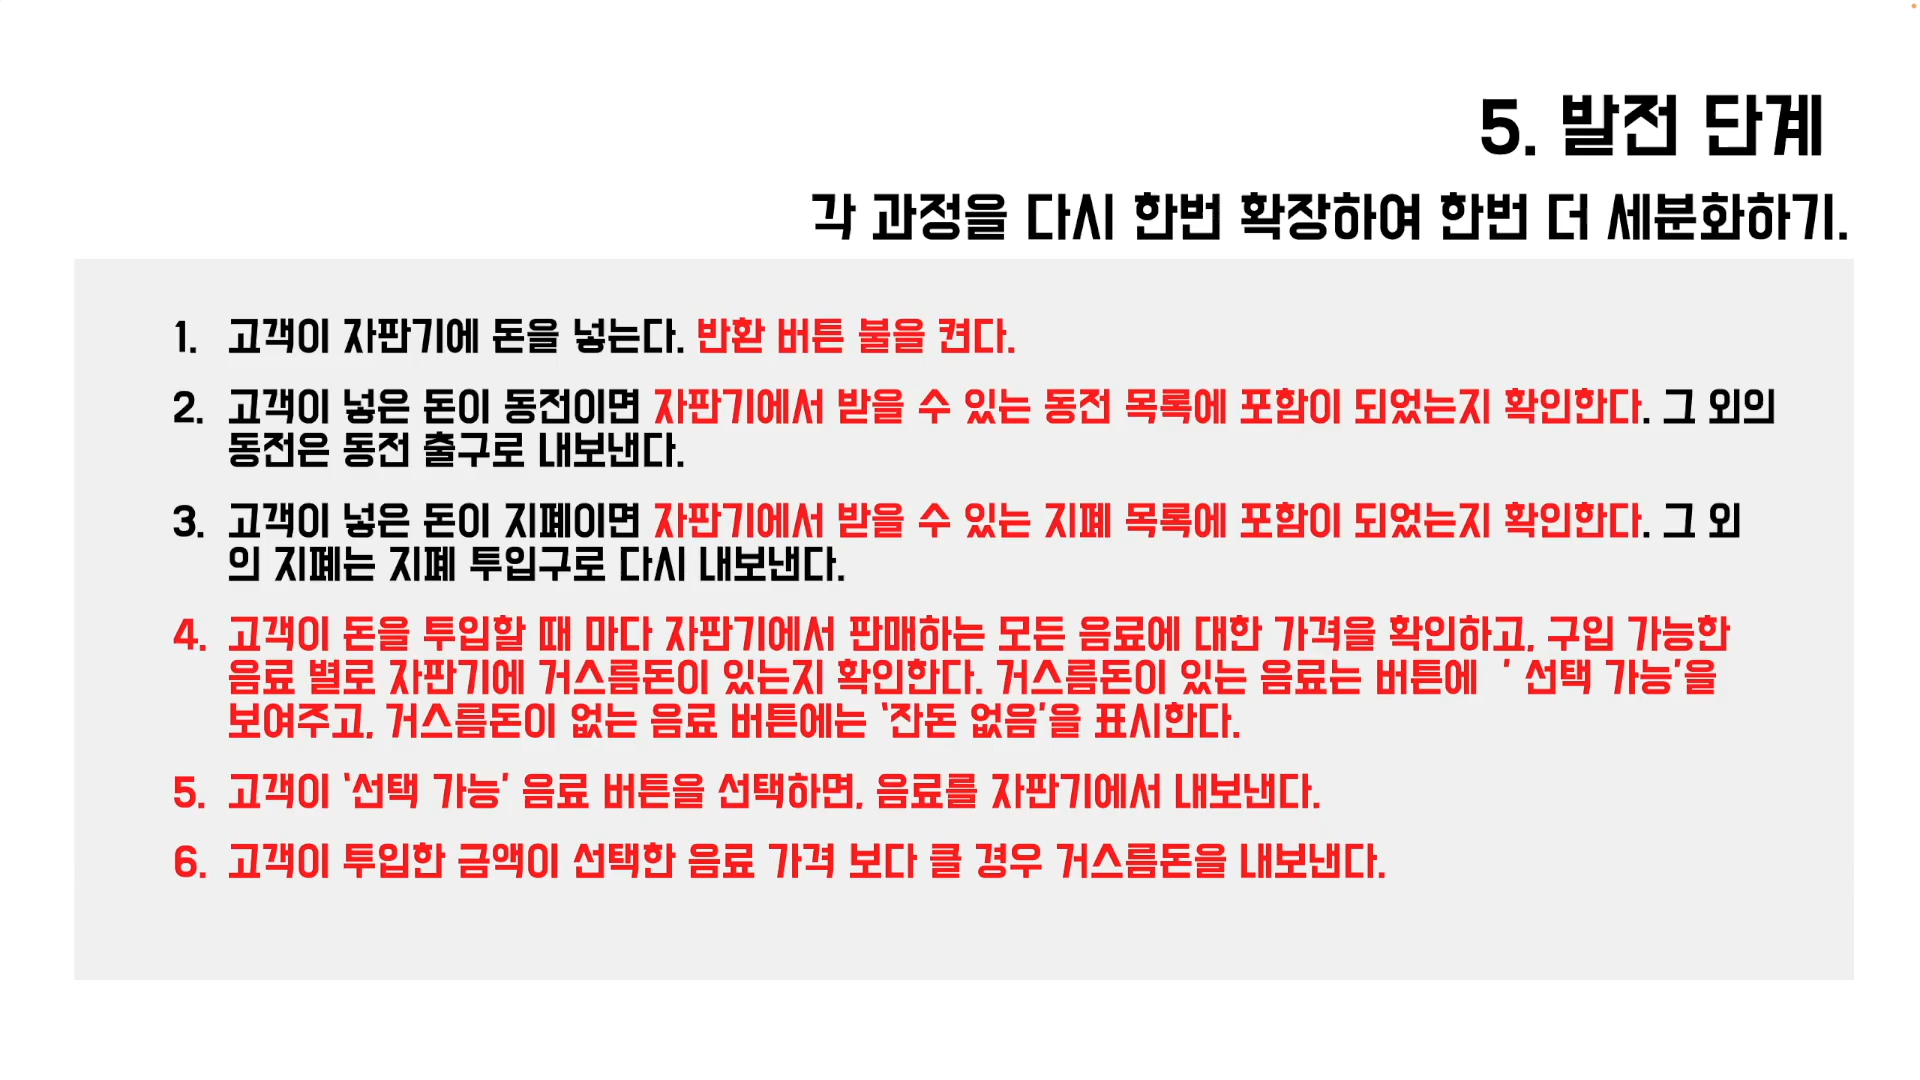 5. 발전 단계
각 과정을 다시 한번 확장하여 한번 더 세분화하기.
1. 고객이 자판기에 돈을 넣는다. 반환 버튼 불을 켠다.
2. 고객이 넣은 돈이 동전이면 자판기에서 받을 수 있는 동전 목록에 포함이 되었는지 확인한다. 그 외의
동전은 동전 출구로 내보낸다.
3. 고객이 넣은 돈이 지폐이면 자판기에서 받을 수 있는 지폐 목록에 포함이 되었는지 확인한다. 그 외
의 지폐는 지폐 투입구로 다시 내보낸다.
4. 고객이 돈을 투입할 때 마다 자판기에서 판매하는 모든 음료에 대한 가격을 확인하고, 구입 가능한
음료 별로 자판기에 거스름돈이 있는지 확인한다. 거스름돈이 있는 음료는 버튼에 ’ 선택 가능’을
보여주고, 거스름돈이 없는 음료 버튼에는 ‘잔돈 없음’을 표시한다.
5. 고객이 ‘선택 가능’ 음료 버튼을 선택하면, 음료를 자판기에서 내보낸다.
6. 고객이 투입한 금액이 선택한 음료 가격 보다 클 경우 거스름돈을 내보낸다.